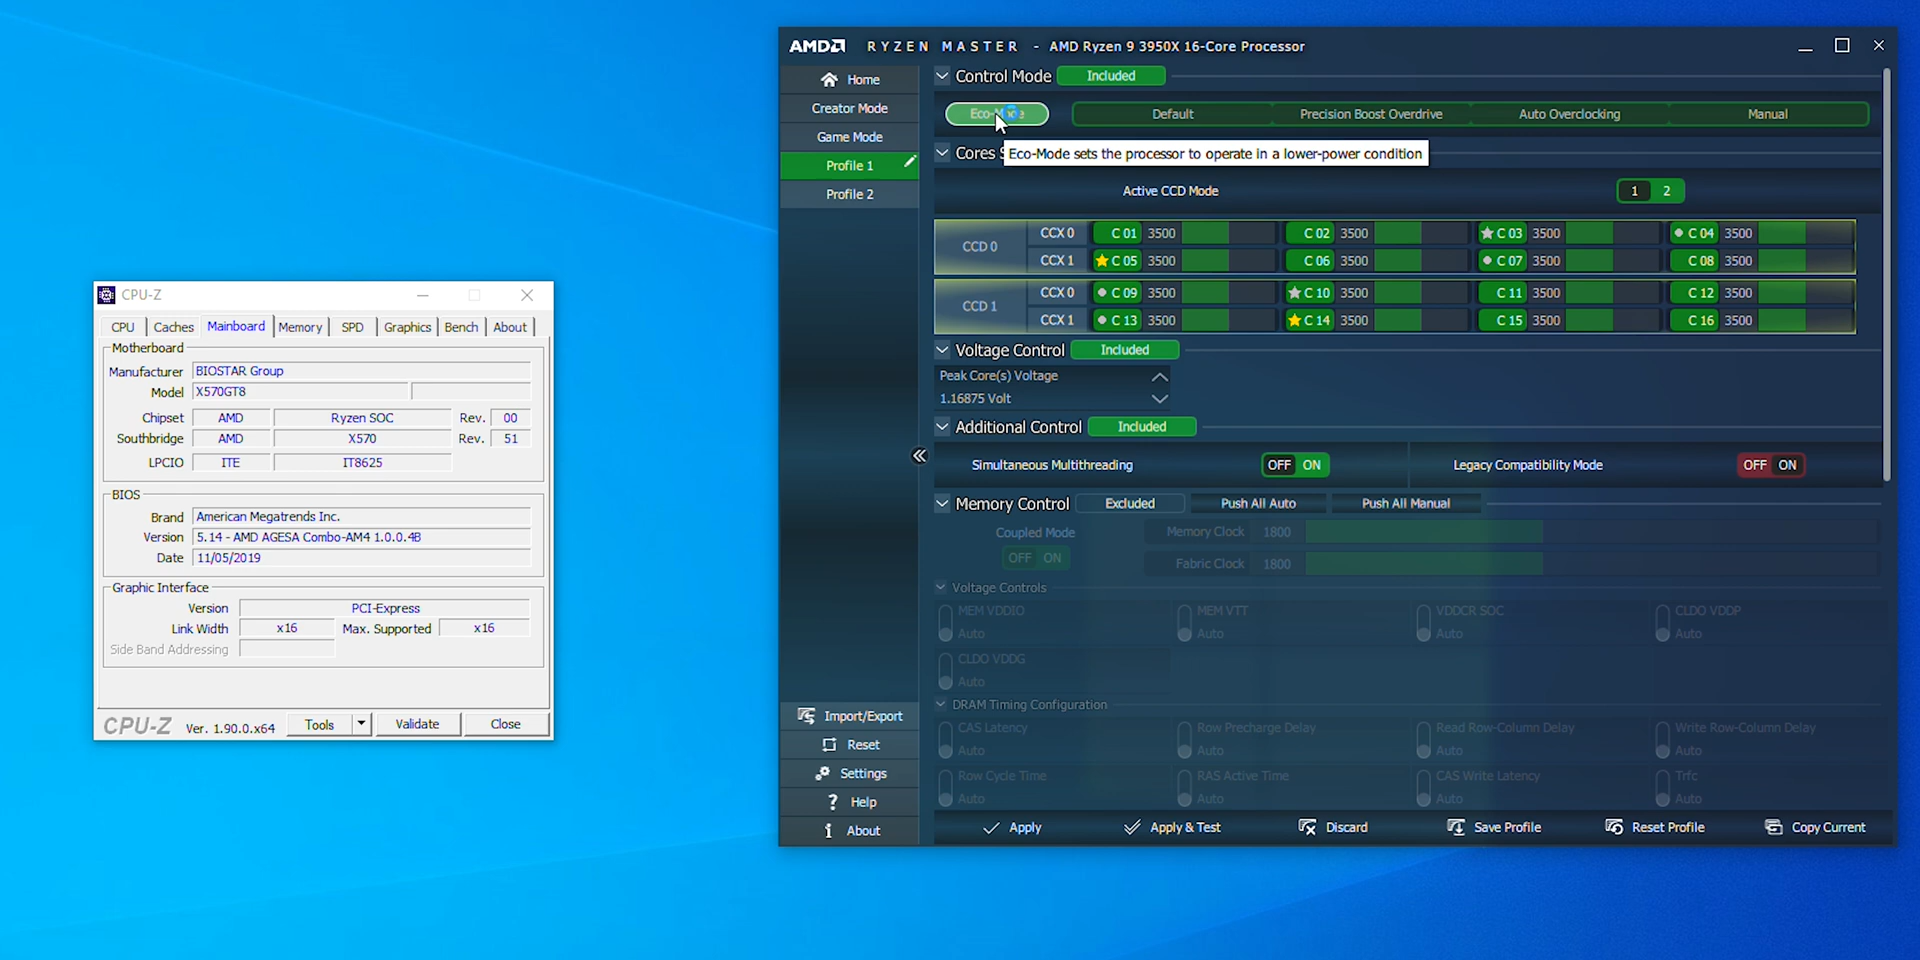 CPU-Z
CPU Caches Mainboard Memory SPD Graphics Bench About
Motherboard
Manufacturer BIOSTAR Group
Model X570GT8
Chipset AMD Ryzen SOC Rev. 00
Southbridge AMD X570 Rev. 51
LPCIO ITE IT8625
BIOS
Brand American Megatrends Inc.
Version 5.14 - AMD AGESA Combo-AM4 1.0.0.4B
Date 11/05/2019
Graphic Interface
Version PCI-Express
Link Width x16 Max. Supported x16
Side Band Addressing
CPU-Z Ver. 1.90.0.x64 Tools Validate Close
AMD RYZEN MASTER - AMD Ryzen 9 3950X 16-Core Processor
Home
Creator Mode
Game Mode
Profile 1
Profile 2
Import/Export
Reset
Settings
Help
About
Control Mode Included
Default Precision Boost Overdrive Auto Overclocking Manual
Cores
Eco-Mode sets the processor to operate in a lower-power condition
Active CCD Mode 1 2
CCD 0
CCX 0 C 01 3500 C 02 3500 C 03 3500 C 04 3500
CCX 1 C 05 3500 C 06 3500 C 07 3500 C 08 3500
CCD 1
CCX 0 C 09 3500 C 10 3500 C 11 3500 C 12 3500
CCX 1 C 13 3500 C 14 3500 C 15 3500 C 16 3500
Voltage Control Included
Peak Core(s) Voltage
1.16875 Volt
Additional Control Included
Simultaneous Multithreading OFF ON Legacy Compatibility Mode OFF ON
Memory Control Excluded Push All Auto Push All Manual
Coupled Mode Memory Clock 1800
OFF ON Fabric Clock 1800
Voltage Controls
MEM VDDIO MEM VTT VDDCR SOC CLDO VDDP
Auto Auto Auto Auto
CLDO VDDG
Auto
DRAM Timing Configuration
CAS Latency Row Precharge Delay Read Row-Column Delay Write Row-Column Delay
Auto Auto Auto Auto
Row Cycle Time RAS Active Time CAS Write Latency Trfc
Auto Auto Auto Auto
Apply Apply & Test Discard Save Profile Reset Profile Copy Current